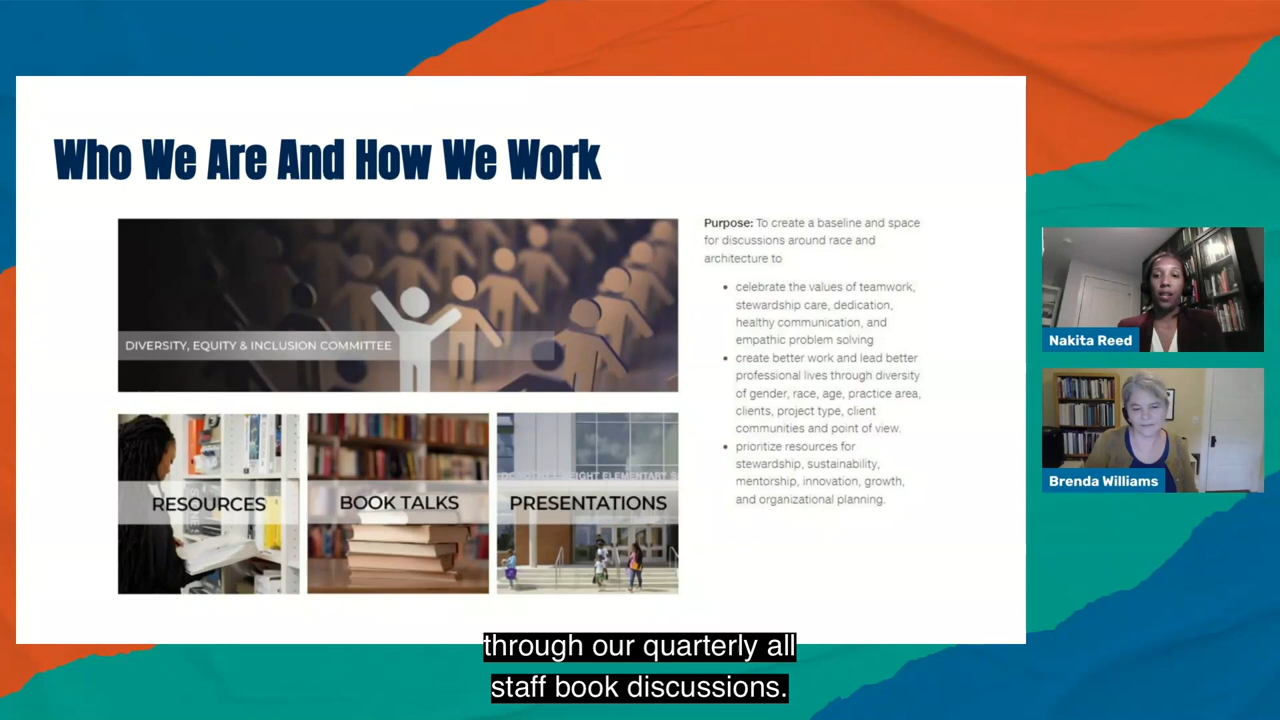 Who We Are And How We Work
DIVERSITY, EQUITY & INCLUSION COMMITTEE
RESOURCES
BOOK TALKS
PRESENTATIONS
Purpose: To create a baseline and space
for discussions around race and
architecture to
• celebrate the values of teamwork,
stewardship care, dedication,
healthy communication, and
empathic problem solving
• create better work and lead better
professional lives through diversity
of gender, race, age, practice area,
clients, project type, client
communities and point of view.
• prioritize resources for
stewardship, sustainability,
mentorship, innovation, growth,
and organizational planning.
Nakita Reed
Brenda Williams
through our quarterly all
staff book discussions.